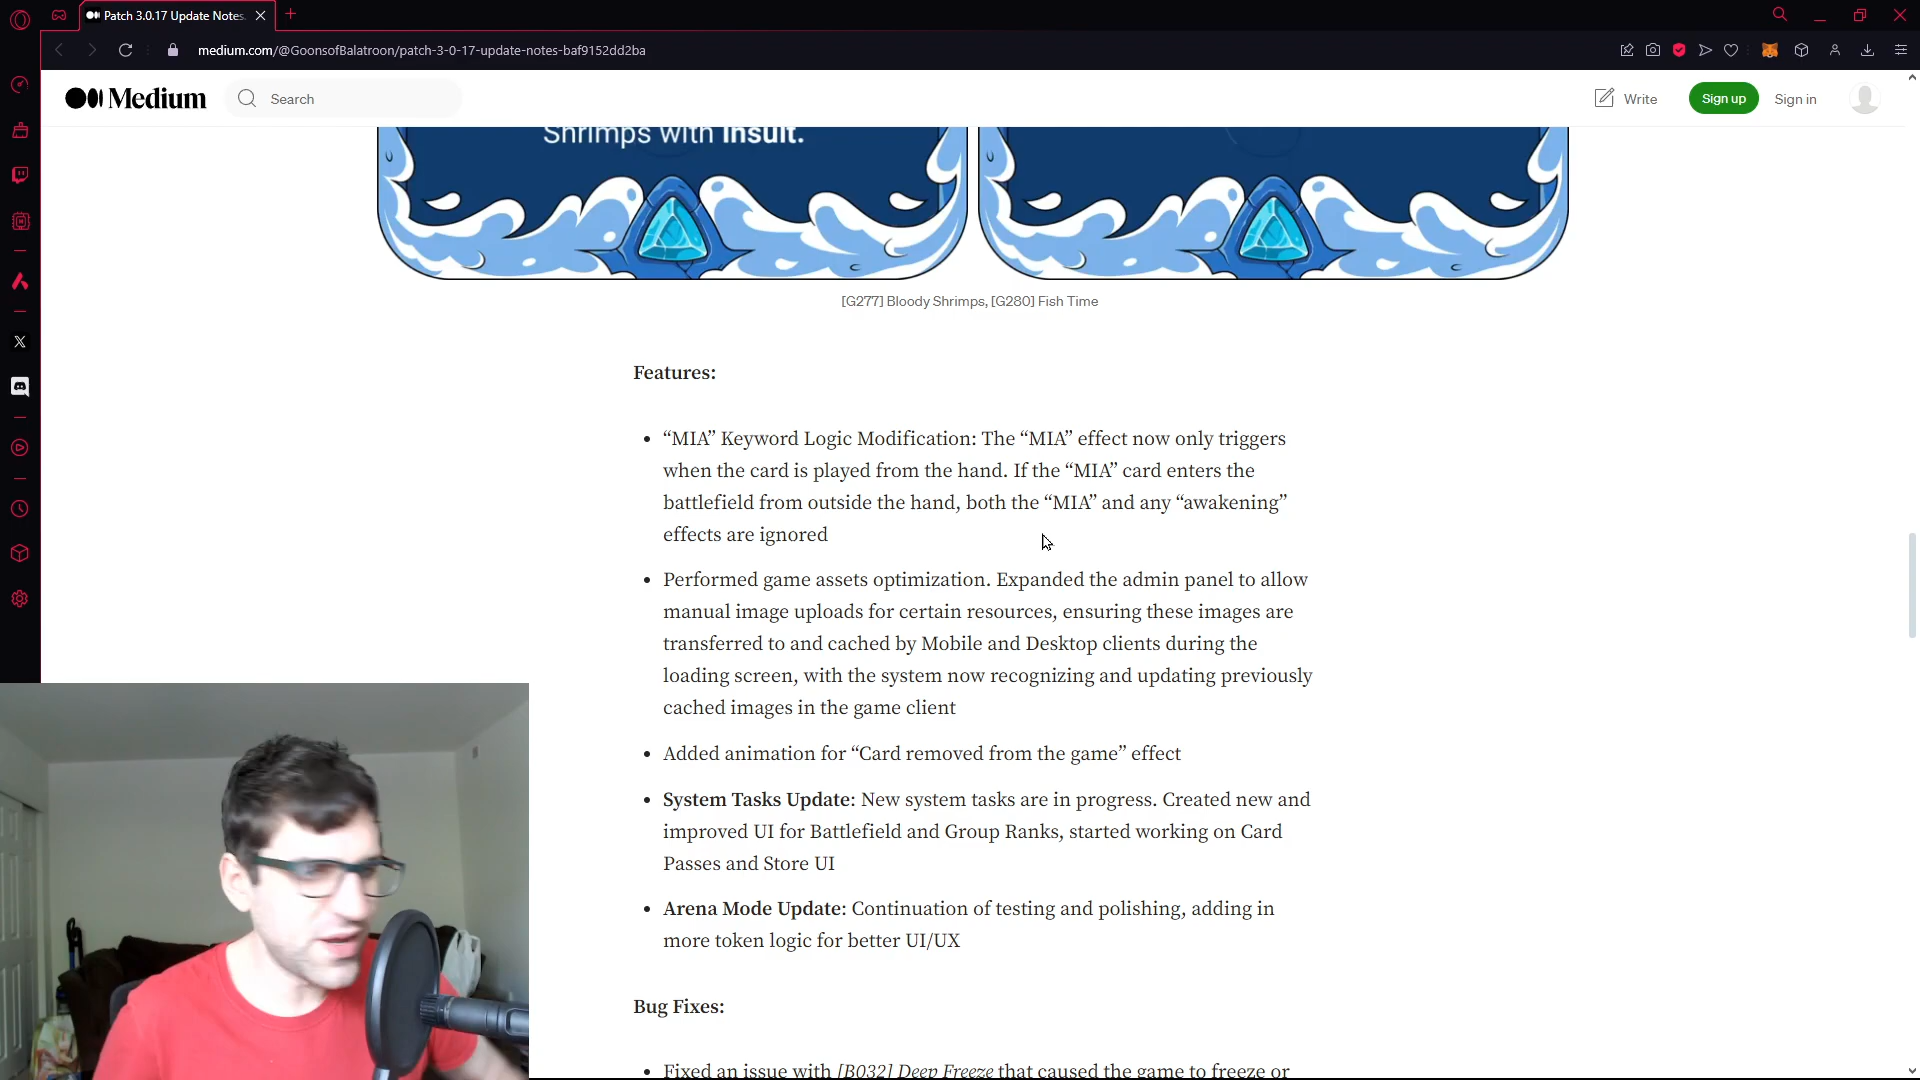 Patch 3.0.17 Update Notes
medium.com/@GoonsofBalatroon/patch-3-0-17-update-notes-baf9152dd2ba
Medium
Search
Write
Sign up
Sign in
Shrimps with Insult.
[G277] Bloody Shrimps, [G280] Fish Time
Features:
• “MIA” Keyword Logic Modification: The “MIA” effect now only triggers
when the card is played from the hand. If the “MIA” card enters the
battlefield from outside the hand, both the “MIA” and any “awakening”
effects are ignored
• Performed game assets optimization. Expanded the admin panel to allow
manual image uploads for certain resources, ensuring these images are
transferred to and cached by Mobile and Desktop clients during the
loading screen, with the system now recognizing and updating previously
cached images in the game client
• Added animation for “Card removed from the game” effect
• System Tasks Update: New system tasks are in progress. Created new and
improved UI for Battlefield and Group Ranks, started working on Card
Passes and Store UI
• Arena Mode Update: Continuation of testing and polishing, adding in
more token logic for better UI/UX
Bug Fixes:
• Fixed an issue with [B032] Deep Freeze that caused the game to freeze or